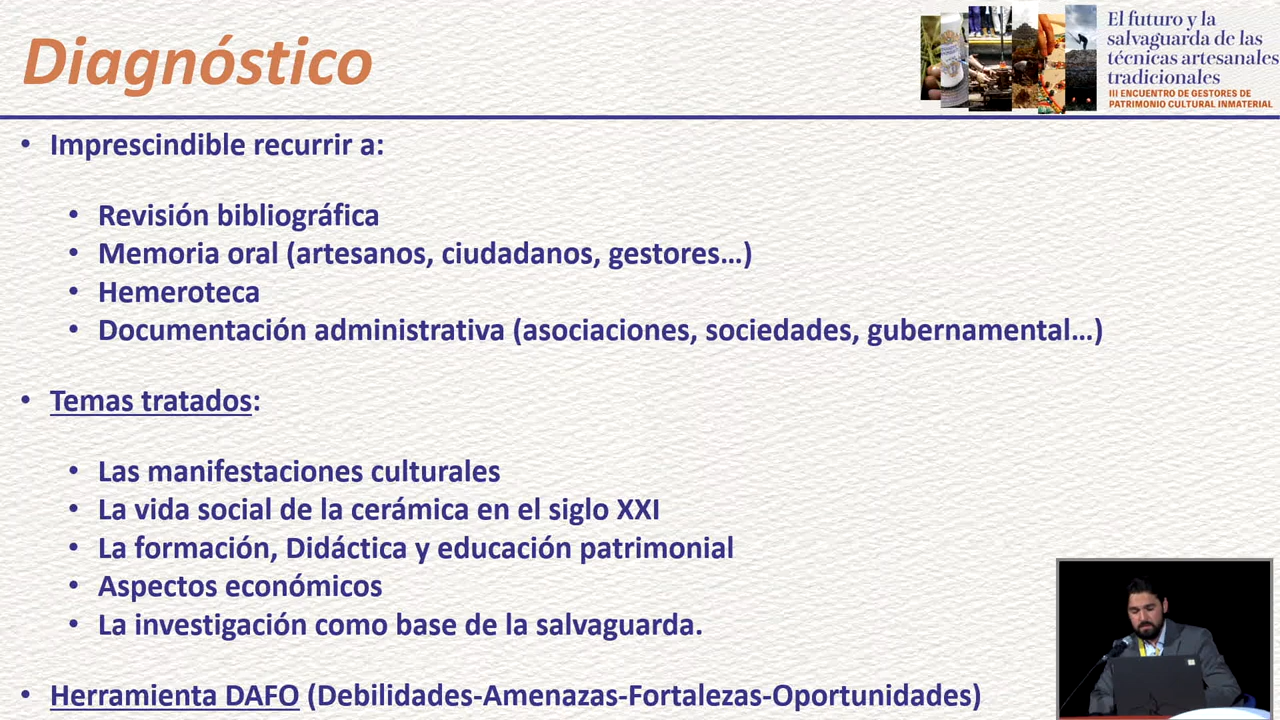 Diagnóstico
El futuro y la
salvaguarda de las
técnicas artesanales
tradicionales
III ENCUENTRO DE GESTORES DE
PATRIMONIO CULTURAL INMATERIAL
• Imprescindible recurrir a:
• Revisión bibliográfica
• Memoria oral (artesanos, ciudadanos, gestores…)
• Hemeroteca
• Documentación administrativa (asociaciones, sociedades, gubernamental…)
• Temas tratados:
• Las manifestaciones culturales
• La vida social de la cerámica en el siglo XXI
• La formación, Didáctica y educación patrimonial
• Aspectos económicos
• La investigación como base de la salvaguarda.
• Herramienta DAFO (Debilidades-Amenazas-Fortalezas-Oportunidades)